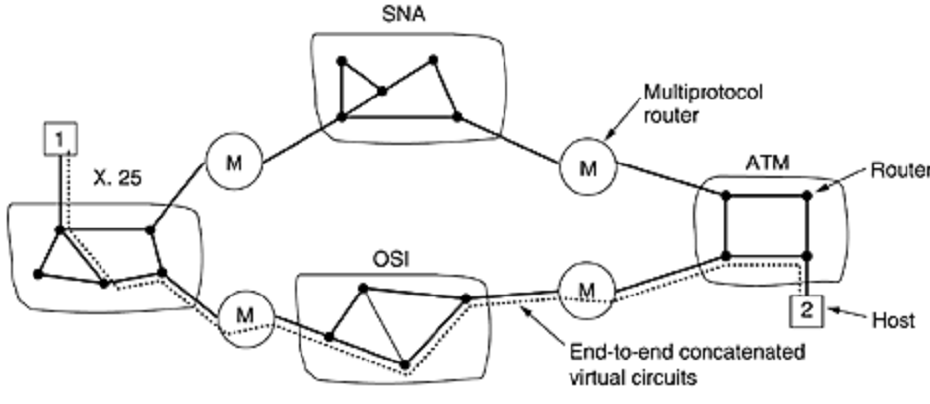 SNA
Multiprotocol
router
1
X. 25
M
M
ATM
Router
OSI
M
M
2
Host
End-to-end concatenated
virtual circuits